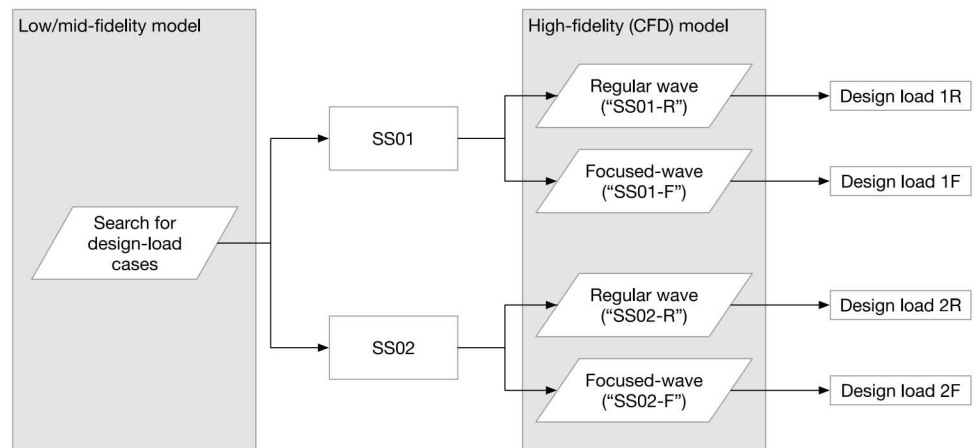 Low/mid-fidelity model
Search for
design-load
cases
SS01
SS02
High-fidelity (CFD) model
Regular wave
(“SS01-R”)
Focused-wave
(“SS01-F”)
Regular wave
(“SS02-R”)
Focused-wave
(“SS02-F”)
Design load 1R
Design load 1F
Design load 2R
Design load 2F